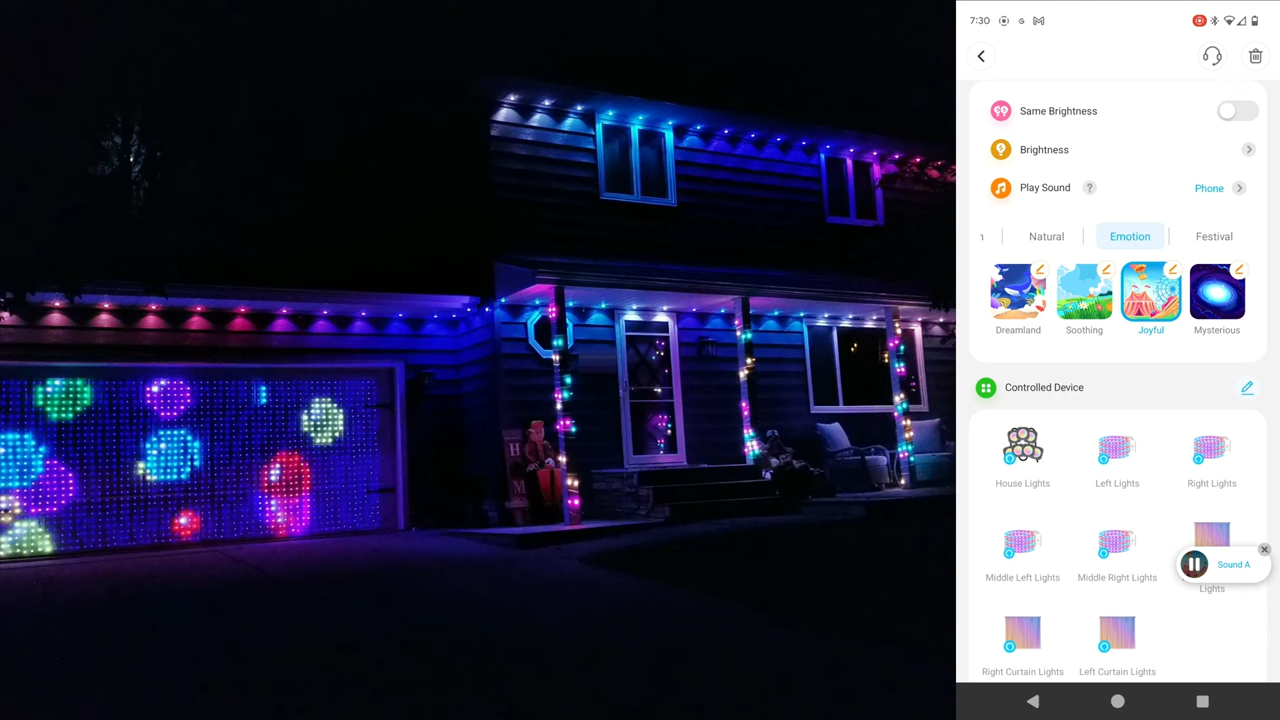 7:30
G
Same Brightness
Brightness
Play Sound ? Phone
Natural Emotion Festival
Dreamland Soothing Joyful Mysterious
Controlled Device
House Lights Left Lights Right Lights
Middle Left Lights Middle Right Lights
Sound A
Lights
Right Curtain Lights Left Curtain Lights
H
M